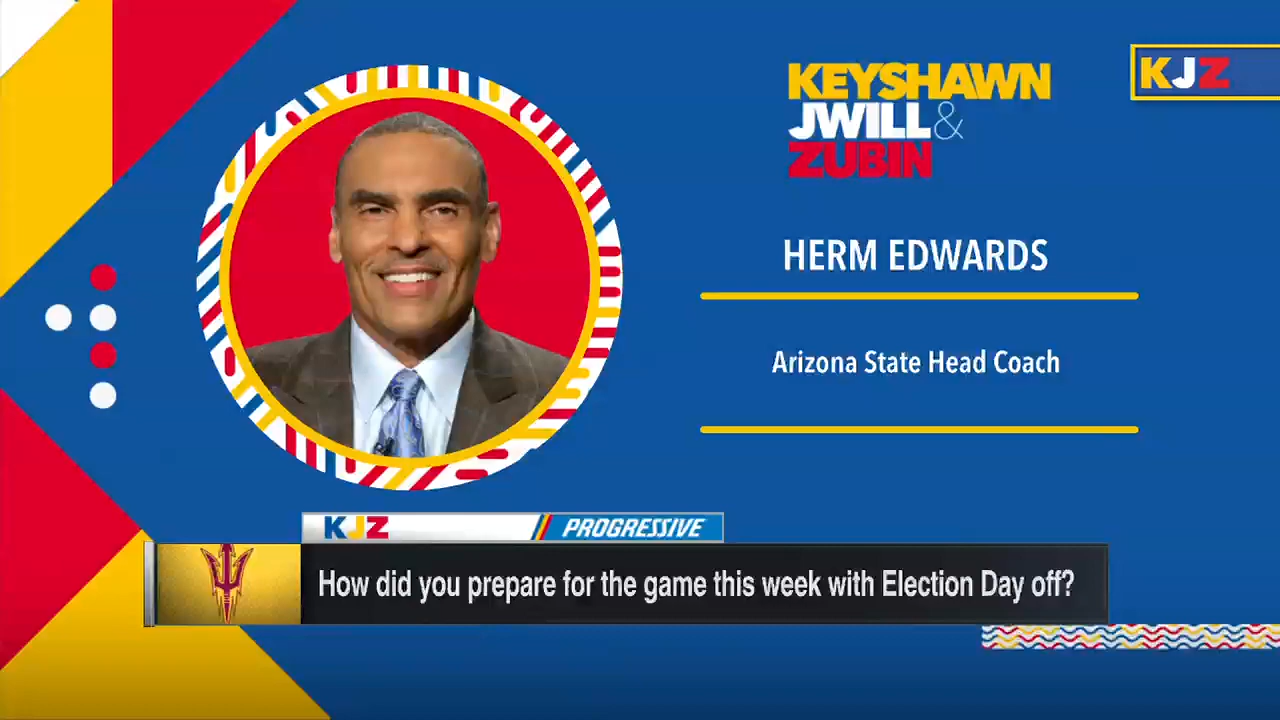 KEYSHAWN
JWILL &
ZUBIN
KJZ
HERM EDWARDS
Arizona State Head Coach
KJZ
PROGRESSIVE
How did you prepare for the game this week with Election Day off?